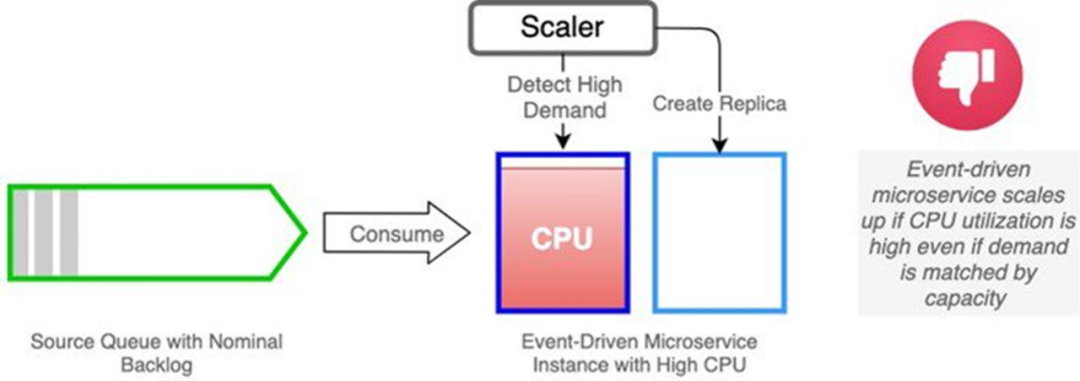 Scaler
Detect High
Demand
Create Replica
Consume
CPU
Source Queue with Nominal
Backlog
Event-Driven Microservice
Instance with High CPU
Event-driven
microservice scales
up if CPU utilization is
high even if demand
is matched by
capacity